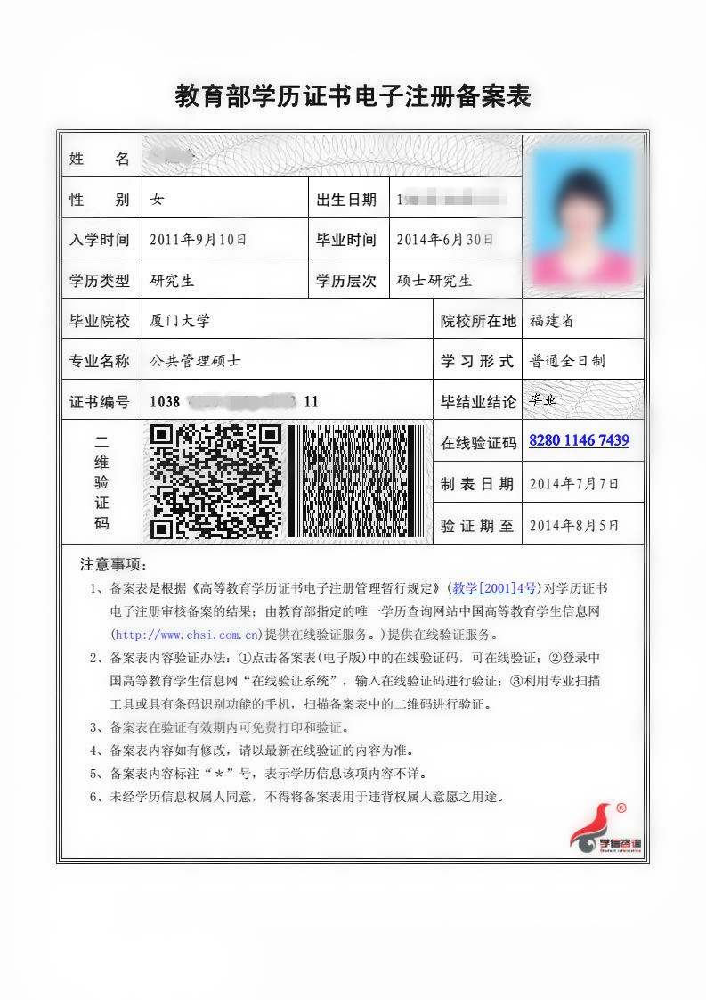 教育部学历证书电子注册备案表
姓 名
性 别 女 出生日期 1
入学时间 2011年9月10日 毕业时间 2014年6月30日
学历类型 研究生 学历层次 硕士研究生
毕业院校 厦门大学 院校所在地 福建省
专业名称 公共管理硕士 学习形式 普通全日制
证书编号 1038 11 毕结业结论 毕业
二维验证码 在线验证码 8280 1146 7439
制表日期 2014年7月7日
验证期至 2014年8月5日
注意事项：
1、备案表是根据《高等教育学历证书电子注册管理暂行规定》(教学[2001]4号)对学历证书
电子注册审核备案的结果；由教育部指定的唯一学历查询网站中国高等教育学生信息网
(http://www.chsi.com.cn)提供在线验证服务。)提供在线验证服务。
2、备案表内容验证办法：①点击备案表(电子版)中的在线验证码，可在线验证；②登录中
国高等教育学生信息网“在线验证系统”，输入在线验证码进行验证；③利用专业扫描
工具或具有条码识别功能的手机，扫描备案表中的二维码进行验证。
3、备案表在验证有效期内可免费打印和验证。
4、备案表内容如有修改，请以最新在线验证的内容为准。
5、备案表内容标注“＊”号，表示学历信息该项内容不详。
6、未经学历信息权属人同意，不得将备案表用于违背权属人意愿之用途。
®
学信咨询
Student Information